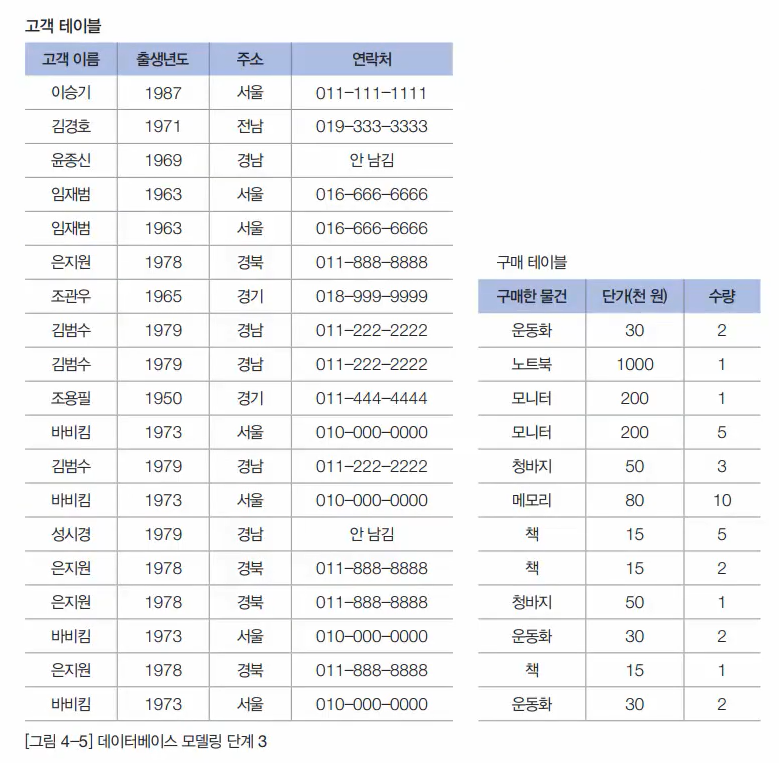 고객 테이블
고객 이름 출생년도 주소 연락처
이승기 1987 서울 011-111-1111
김경호 1971 전남 019-333-3333
윤종신 1969 경남 안 남김
임재범 1963 서울 016-666-6666
임재범 1963 서울 016-666-6666
은지원 1978 경북 011-888-8888
조관우 1965 경기 018-999-9999
김범수 1979 경남 011-222-2222
김범수 1979 경남 011-222-2222
조용필 1950 경기 011-444-4444
바비킴 1973 서울 010-000-0000
김범수 1979 경남 011-222-2222
바비킴 1973 서울 010-000-0000
성시경 1979 경남 안 남김
은지원 1978 경북 011-888-8888
은지원 1978 경북 011-888-8888
바비킴 1973 서울 010-000-0000
은지원 1978 경북 011-888-8888
바비킴 1973 서울 010-000-0000
구매 테이블
구매한 물건 단가(천 원) 수량
운동화 30 2
노트북 1000 1
모니터 200 1
모니터 200 5
청바지 50 3
메모리 80 10
책 15 5
책 15 2
청바지 50 1
운동화 30 2
책 15 1
운동화 30 2
[그림 4-5] 데이터베이스 모델링 단계 3